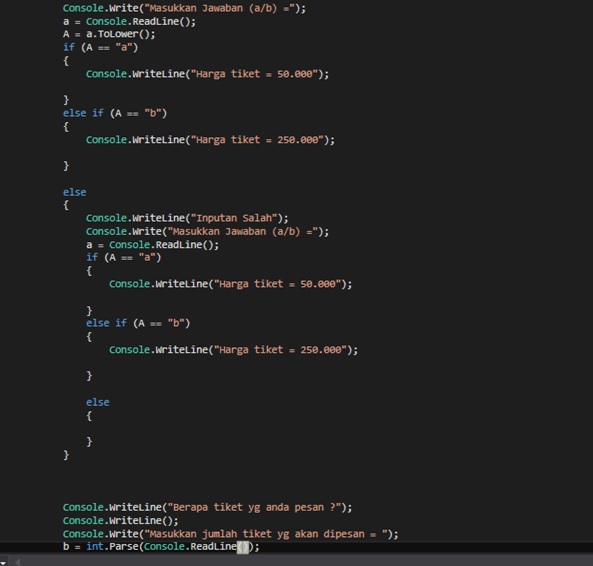 Console.Write("Masukkan Jawaban (a/b) =");
a = Console.ReadLine();
A = a.ToLower();
if (A == "a")
{
Console.WriteLine("Harga tiket = 50.000");
}
else if (A == "b")
{
Console.WriteLine("Harga tiket = 250.000");
}
else
{
Console.WriteLine("Inputan Salah");
Console.Write("Masukkan Jawaban (a/b) =");
a = Console.ReadLine();
if (A == "a")
{
Console.WriteLine("Harga tiket = 50.000");
}
else if (A == "b")
{
Console.WriteLine("Harga tiket = 250.000");
}
else
{
}
}
Console.WriteLine("Berapa tiket yg anda pesan ?");
Console.WriteLine();
Console.Write("Masukkan jumlah tiket yg akan dipesan = ");
b = int.Parse(Console.ReadLine());